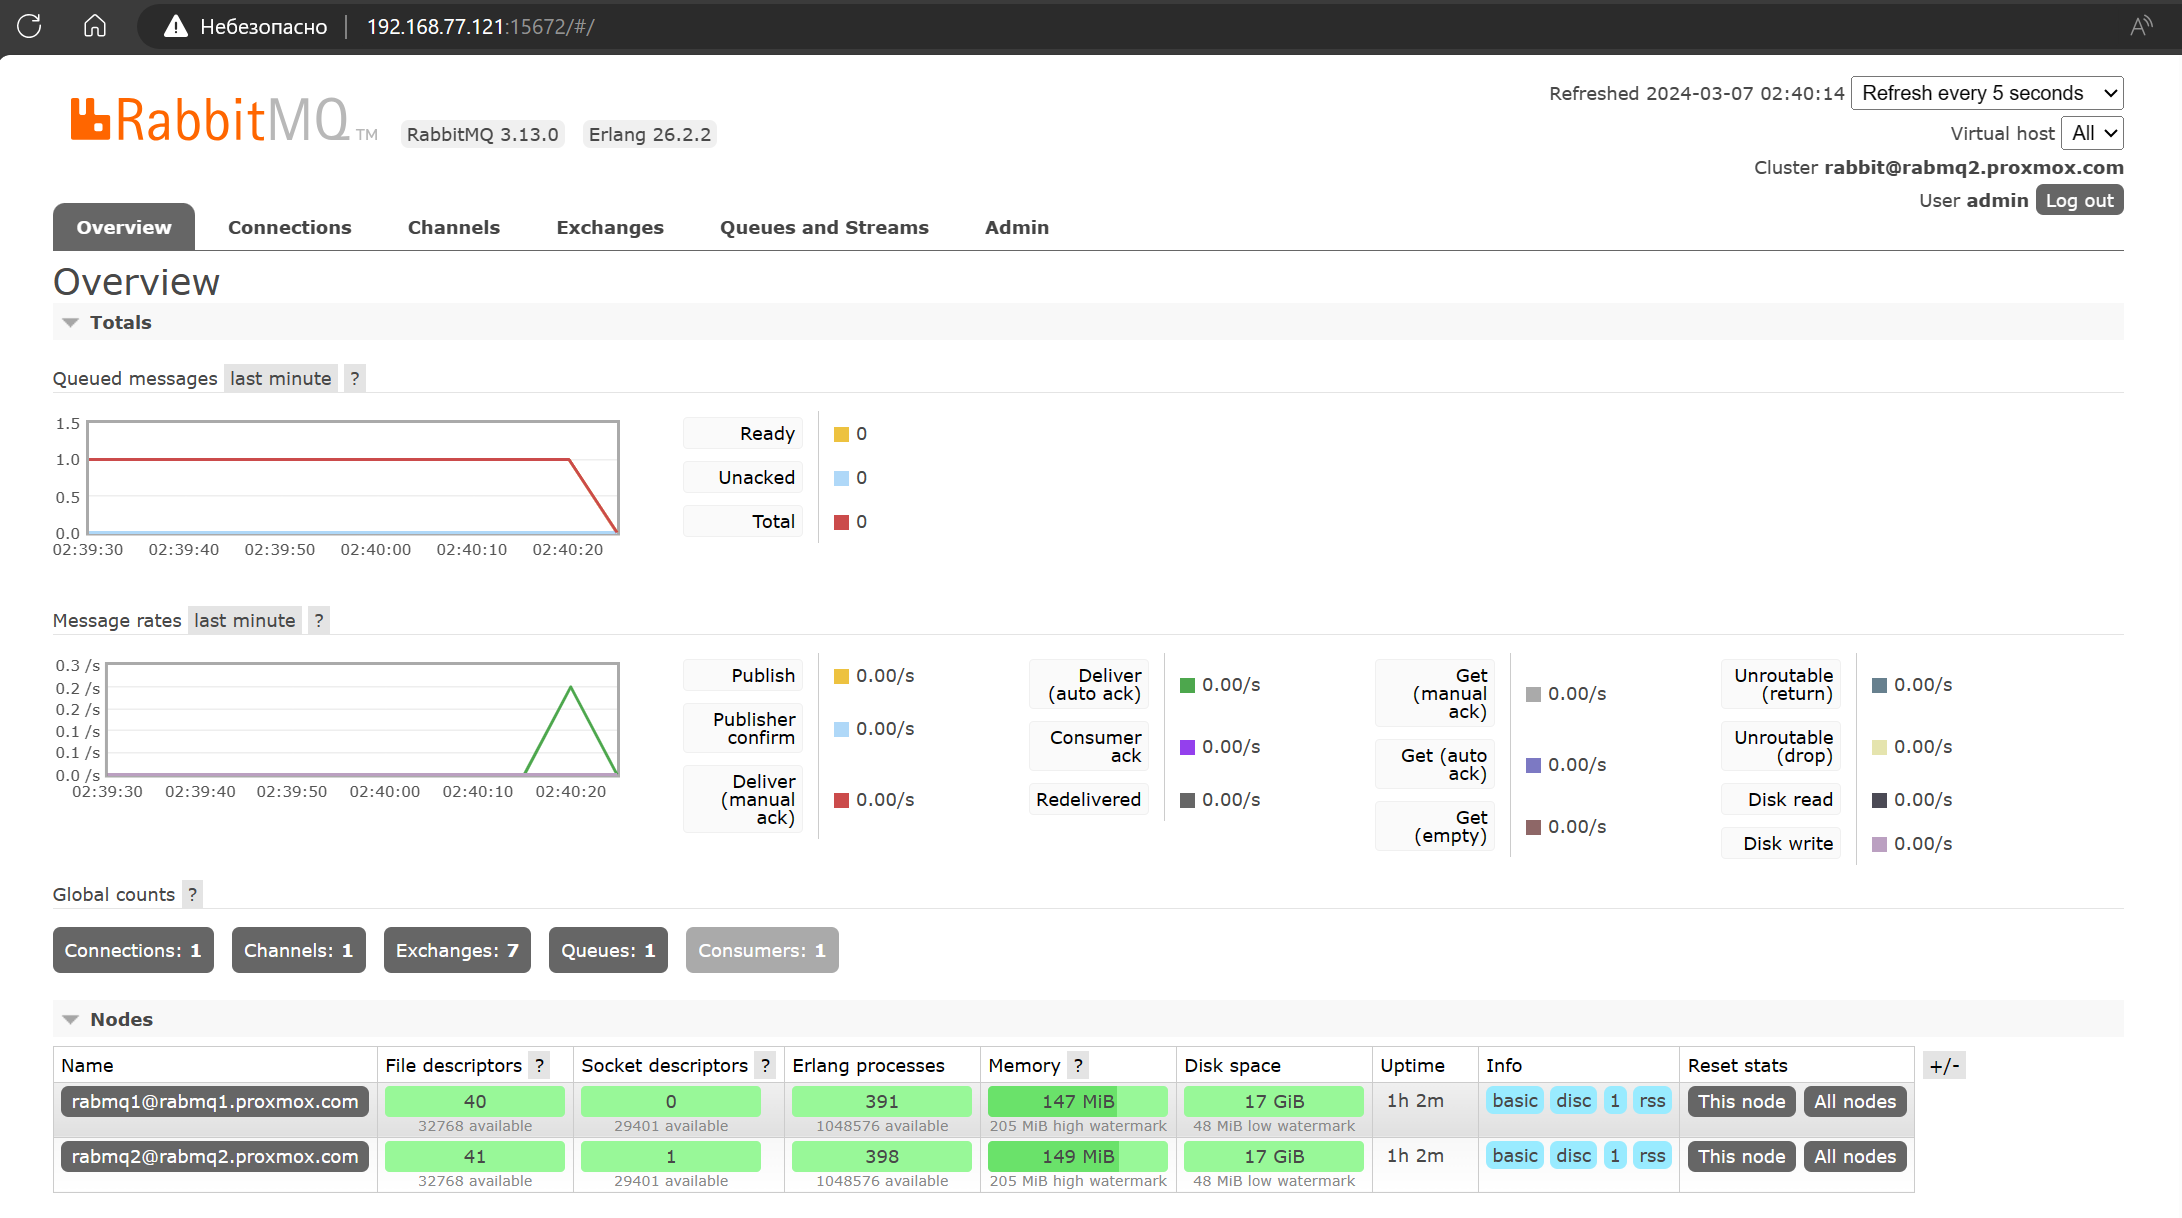 Небезопасно 192.168.77.121:15672/#/
RabbitMQ TM RabbitMQ 3.13.0 Erlang 26.2.2
Refreshed 2024-03-07 02:40:14 Refresh every 5 seconds
Virtual host All
Cluster rabbit@rabmq2.proxmox.com
User admin Log out
Overview Connections Channels Exchanges Queues and Streams Admin
Overview
Totals
Queued messages last minute ?
1.5
1.0
0.5
0.0
02:39:30 02:39:40 02:39:50 02:40:00 02:40:10 02:40:20
Ready 0
Unacked 0
Total 0
Message rates last minute ?
0.3 /s
0.2 /s
0.2 /s
0.1 /s
0.1 /s
0.0 /s
02:39:30 02:39:40 02:39:50 02:40:00 02:40:10 02:40:20
Publish 0.00/s
Publisher
confirm 0.00/s
Deliver
(manual 0.00/s
ack)
Deliver
(auto ack) 0.00/s
Consumer
ack 0.00/s
Redelivered 0.00/s
Get
(manual 0.00/s
ack)
Get (auto
ack) 0.00/s
Get
(empty) 0.00/s
Unroutable
(return) 0.00/s
Unroutable
(drop) 0.00/s
Disk read 0.00/s
Disk write 0.00/s
Global counts ?
Connections: 1 Channels: 1 Exchanges: 7 Queues: 1 Consumers: 1
Nodes
Name File descriptors ? Socket descriptors ? Erlang processes Memory ? Disk space Uptime Info Reset stats +/-
rabmq1@rabmq1.proxmox.com 40 0 391 147 MiB 17 GiB 1h 2m basic disc 1 rss This node All nodes
32768 available 29401 available 1048576 available 205 MiB high watermark 48 MiB low watermark
rabmq2@rabmq2.proxmox.com 41 1 398 149 MiB 17 GiB 1h 2m basic disc 1 rss This node All nodes
32768 available 29401 available 1048576 available 205 MiB high watermark 48 MiB low watermark